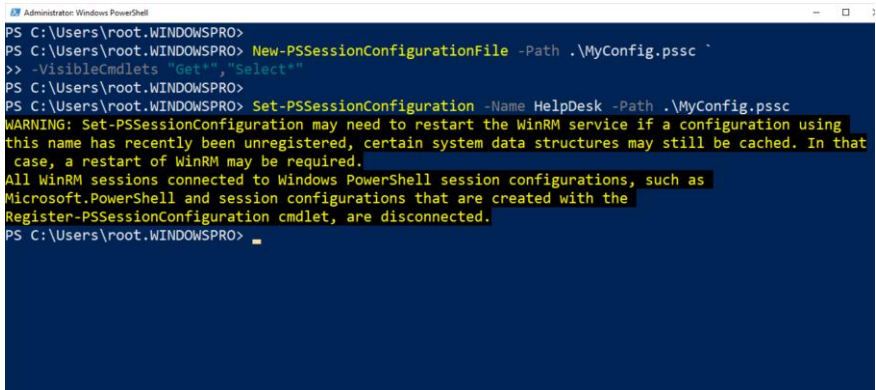 Administrator: Windows PowerShell
PS C:\Users\root.WINDOWSPRO>
PS C:\Users\root.WINDOWSPRO> New-PSSessionConfigurationFile -Path .\MyConfig.pssc `
>> -VisibleCmdlets "Get*","Select*"
PS C:\Users\root.WINDOWSPRO>
PS C:\Users\root.WINDOWSPRO> Set-PSSessionConfiguration -Name HelpDesk -Path .\MyConfig.pssc
WARNING: Set-PSSessionConfiguration may need to restart the WinRM service if a configuration using
this name has recently been unregistered, certain system data structures may still be cached. In that
case, a restart of WinRM may be required.
All WinRM sessions connected to Windows PowerShell session configurations, such as
Microsoft.PowerShell and session configurations that are created with the
Register-PSSessionConfiguration cmdlet, are disconnected.
PS C:\Users\root.WINDOWSPRO>